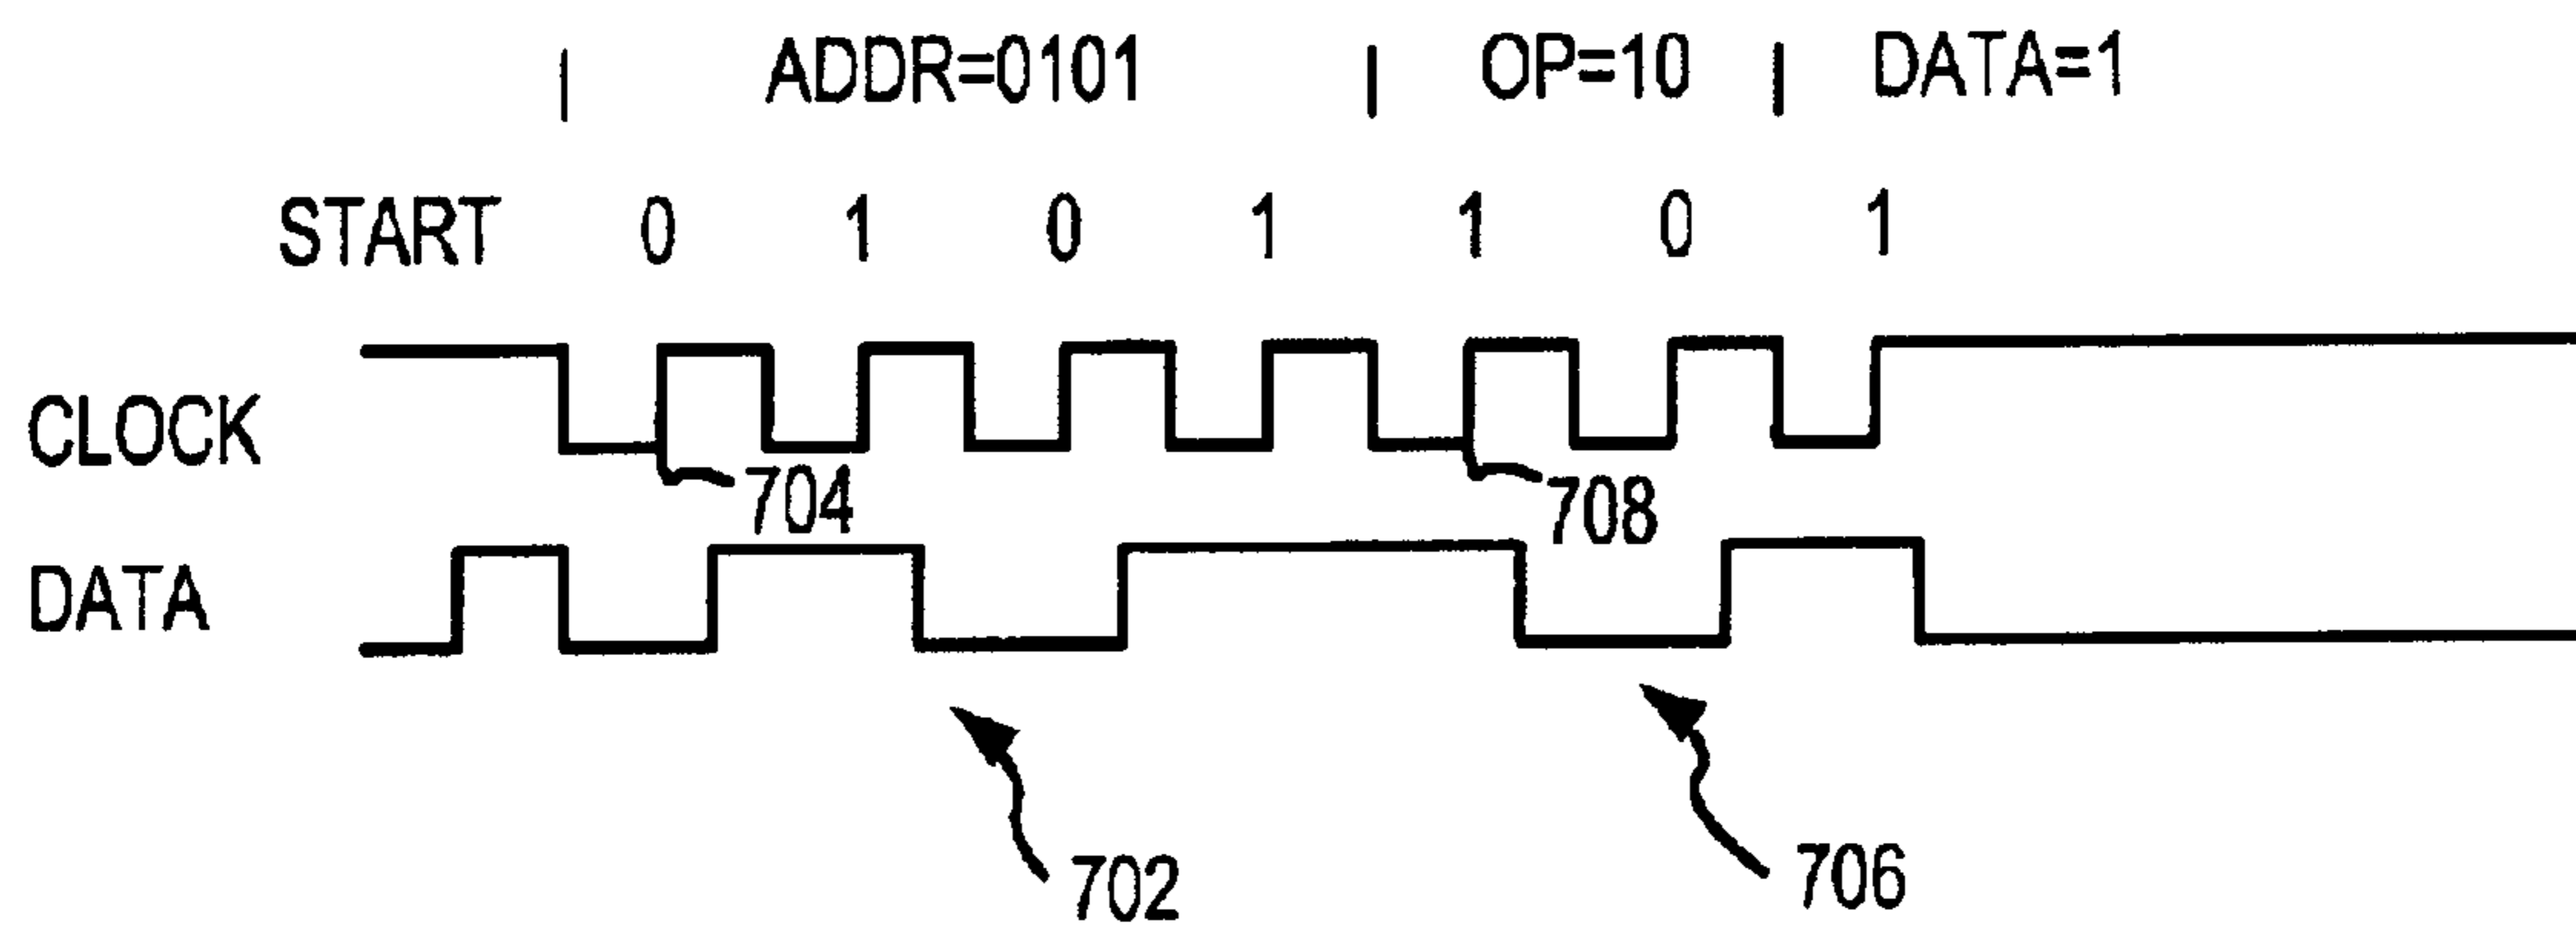 | ADDR=0101 | OP=10 | DATA=1
START 0 1 0 1 1 0 1
CLOCK
704
708
DATA
702
706